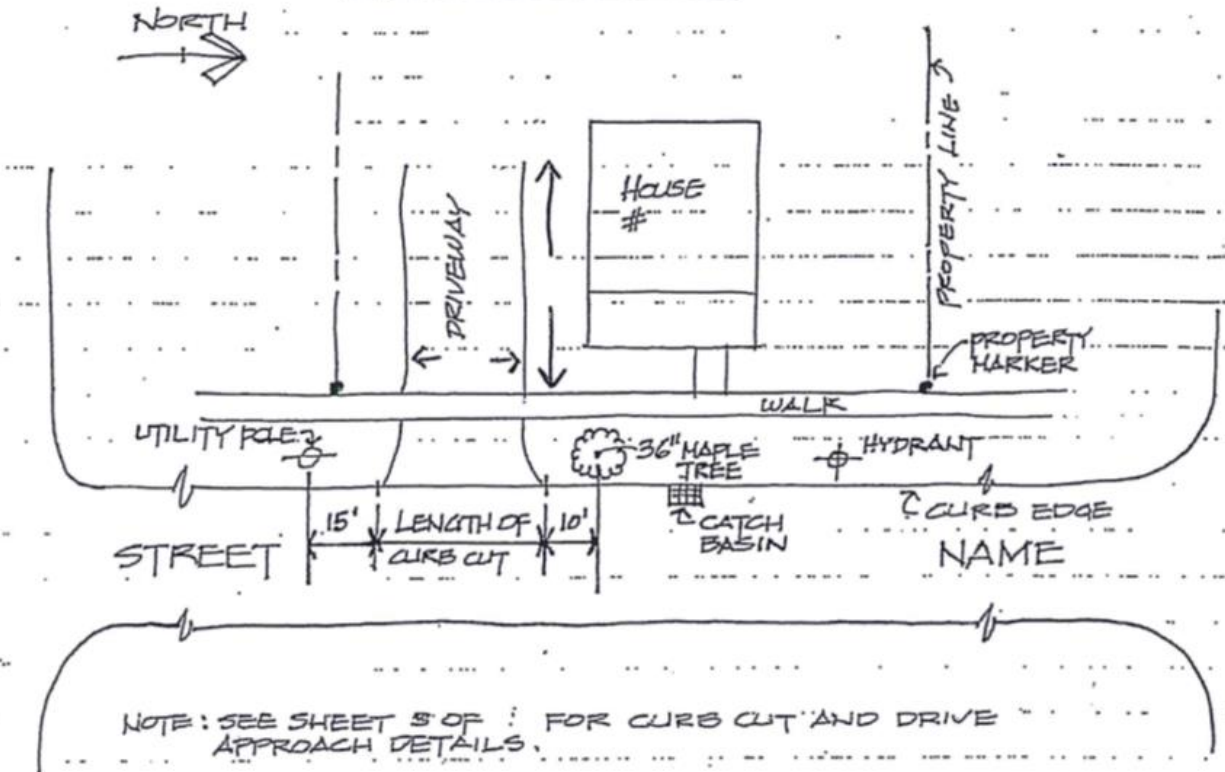 NORTH
PROPERTY LINE
HOUSE
#
DRIVEWAY
PROPERTY
MARKER
WALK
UTILITY POLE
36" MAPLE
TREE
HYDRANT
15' LENGTH OF 10'
CURB CUT
CATCH
BASIN
CURB EDGE
STREET NAME
NOTE: SEE SHEET OF FOR CURB CUT AND DRIVE
APPROACH DETAILS.